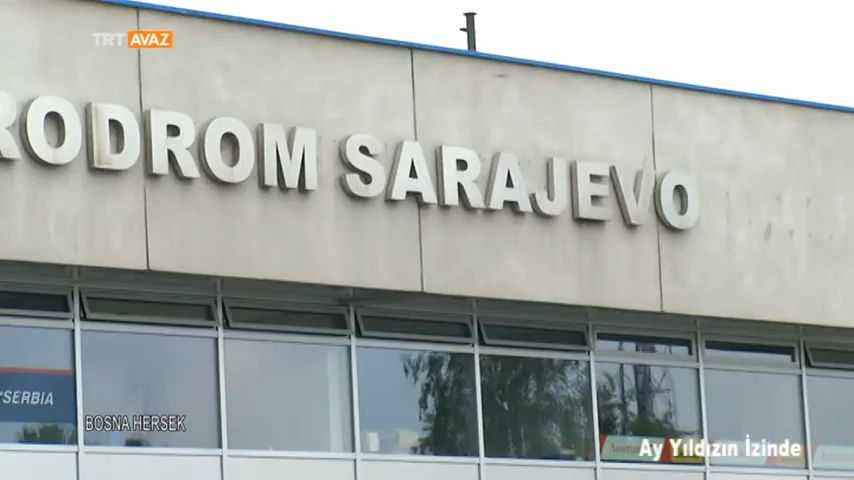 TRT AVAZ
RODROM SARAJEVO
SERBIA
BOSNA HERSEK
Ay Yıldızın İzinde